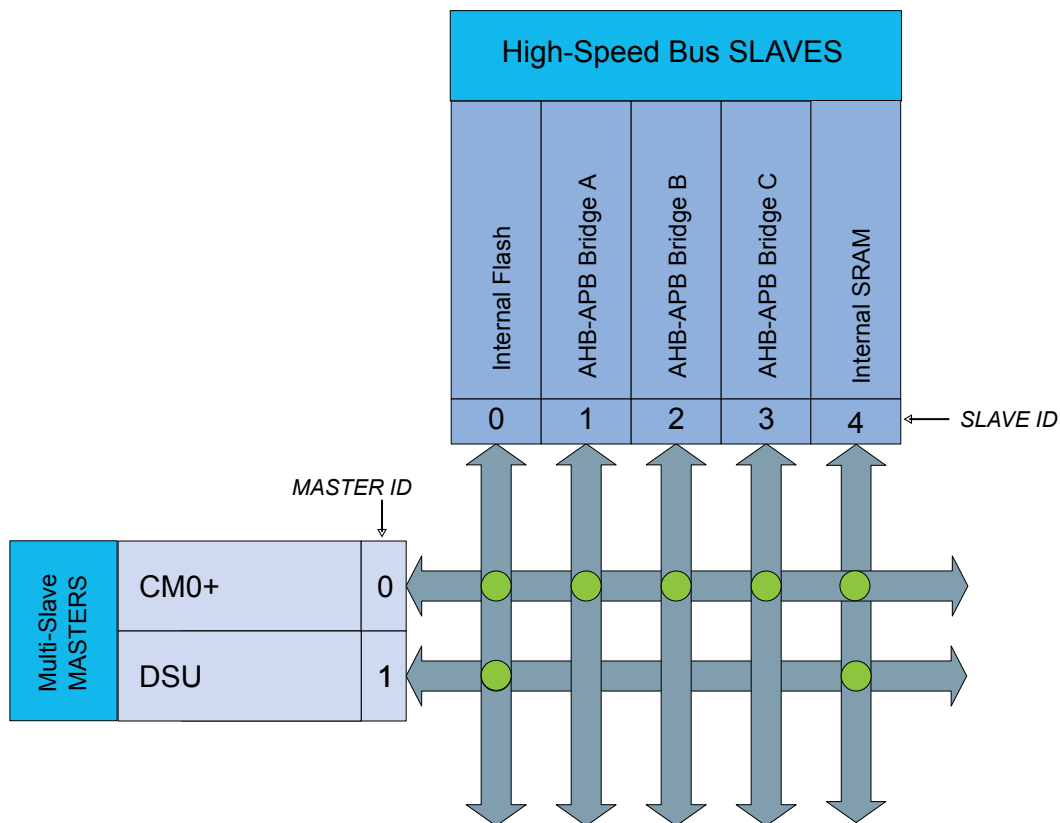 High-Speed Bus SLAVES
Internal Flash
AHB-APB Bridge A
AHB-APB Bridge B
AHB-APB Bridge C
Internal SRAM
0
1
2
3
4
SLAVE ID
MASTER ID
Multi-Slave
MASTERS
CM0+
0
DSU
1